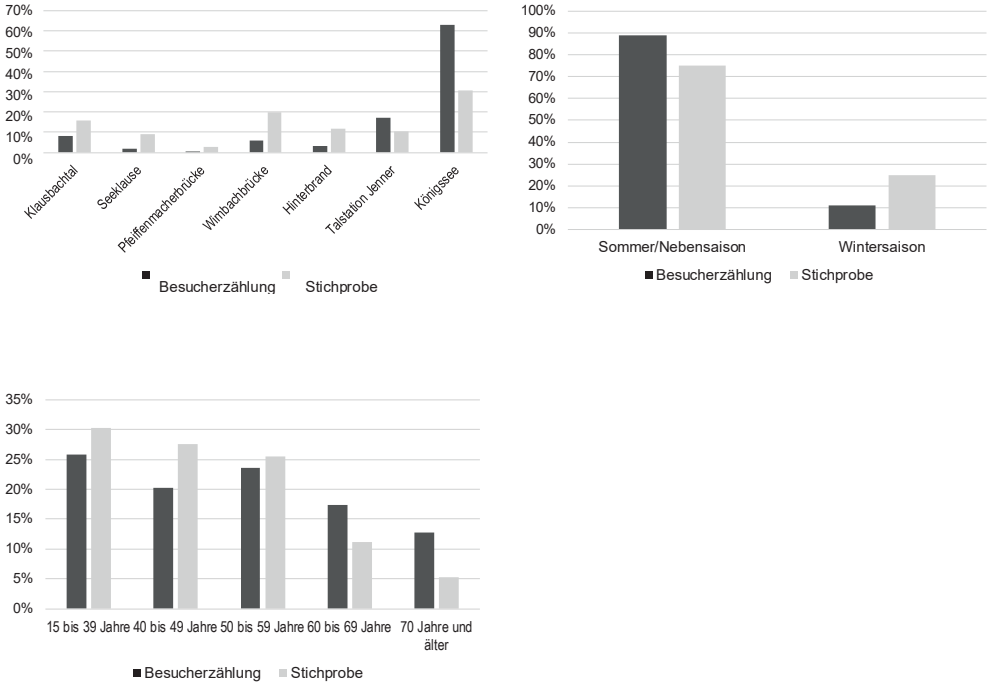 70%
60%
50%
40%
30%
20%
10%
0%
Klausbachtal
Seeklause
Pfeiffenmacherbrücke
Wimbachbrücke
Hinterbrand
Talstation Jenner
Königssee
Besucherzählung Stichprobe
100%
90%
80%
70%
60%
50%
40%
30%
20%
10%
0%
Sommer/Nebensaison Wintersaison
Besucherzählung Stichprobe
35%
30%
25%
20%
15%
10%
5%
0%
15 bis 39 Jahre 40 bis 49 Jahre 50 bis 59 Jahre 60 bis 69 Jahre 70 Jahre und
älter
Besucherzählung Stichprobe